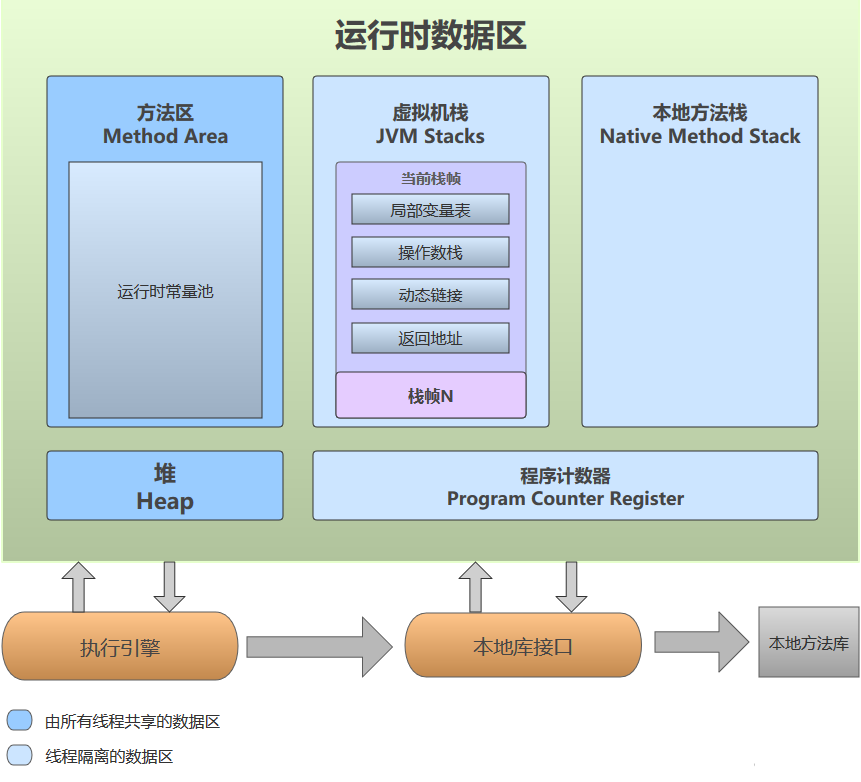 运行时数据区
方法区
Method Area
运行时常量池
虚拟机栈
JVM Stacks
当前栈帧
局部变量表
操作数栈
动态链接
返回地址
栈帧N
本地方法栈
Native Method Stack
堆
Heap
程序计数器
Program Counter Register
执行引擎
本地库接口
本地方法库
由所有线程共享的数据区
线程隔离的数据区